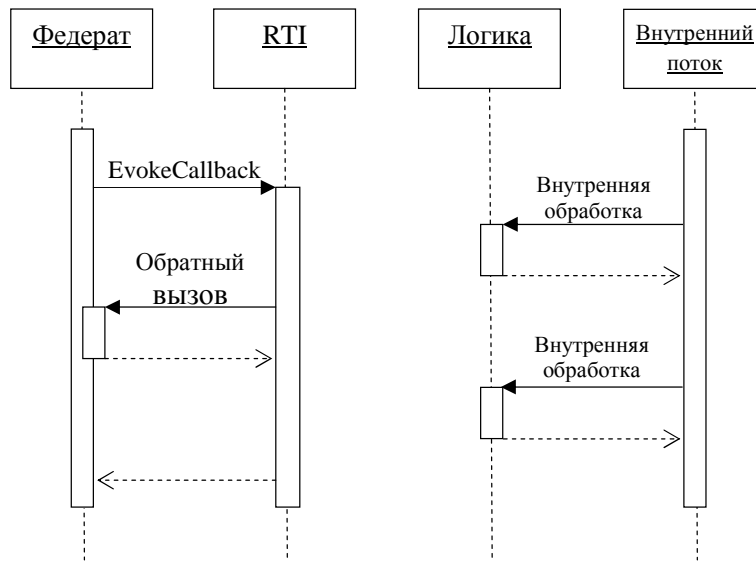 Федерат
RTI
Логика
Внутренний
поток
EvokeCallback
Внутренняя
обработка
Обратный
вызов
Внутренняя
обработка